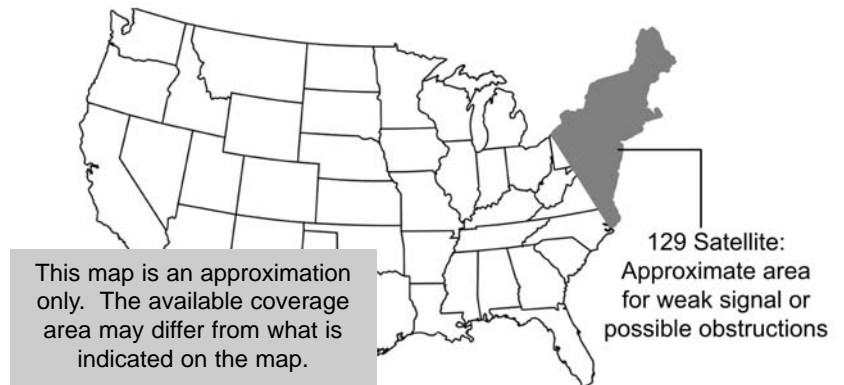 129 Satellite:
Approximate area
for weak signal or
possible obstructions
This map is an approximation
only.  The available coverage
area may differ from what is
indicated on the map.